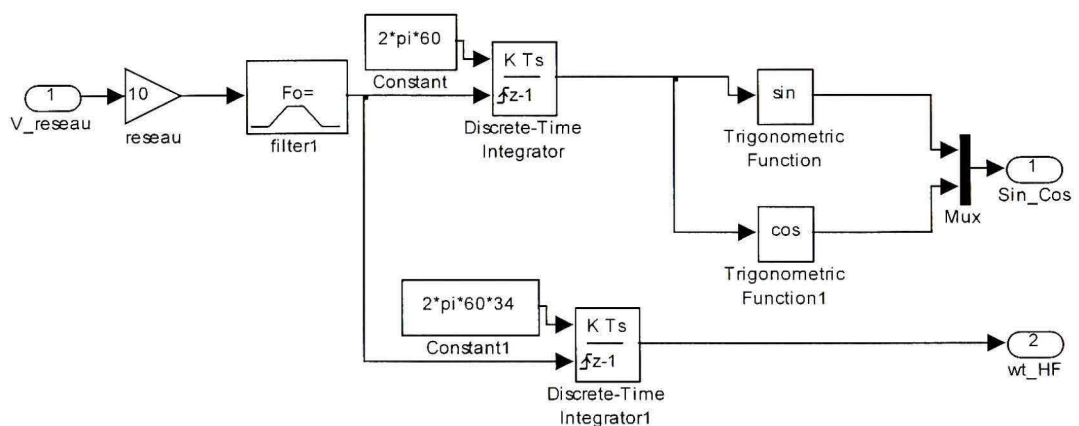 1
V_reseau
10
reseau
Fo=
filter1
2*pi*60
Constant
K Ts
z-1
Discrete-Time
Integrator
sin
Trigonometric
Function
cos
Trigonometric
Function1
Mux
1
Sin_Cos
2*pi*60*34
Constant1
K Ts
z-1
Discrete-Time
Integrator1
2
wt_HF